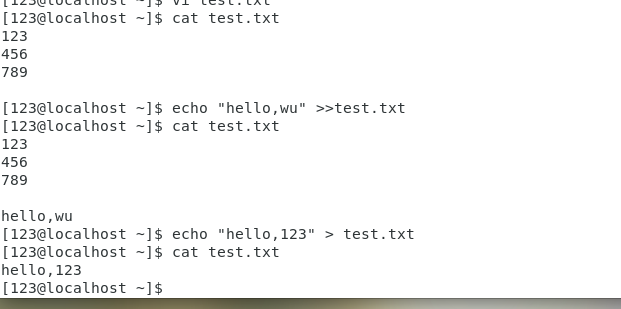 [123@localhost ~]$ vi test.txt
[123@localhost ~]$ cat test.txt
123
456
789

[123@localhost ~]$ echo "hello,wu" >>test.txt
[123@localhost ~]$ cat test.txt
123
456
789

hello,wu
[123@localhost ~]$ echo "hello,123" > test.txt
[123@localhost ~]$ cat test.txt
hello,123
[123@localhost ~]$